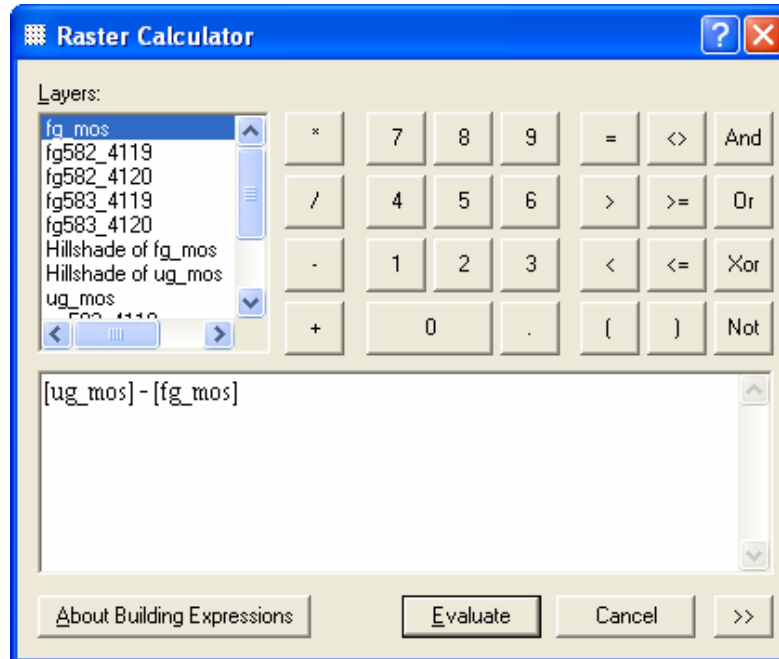 Raster Calculator
Layers:
fg_mos
fg582_4119
fg582_4120
fg583_4119
fg583_4120
Hillshade of fg_mos
Hillshade of ug_mos
ug_mos
* 7 8 9 = <> And
/ 4 5 6 > >= Or
- 1 2 3 < <= Xor
+ 0 . ( ) Not
[ug_mos] - [fg_mos]
About Building Expressions Evaluate Cancel >>